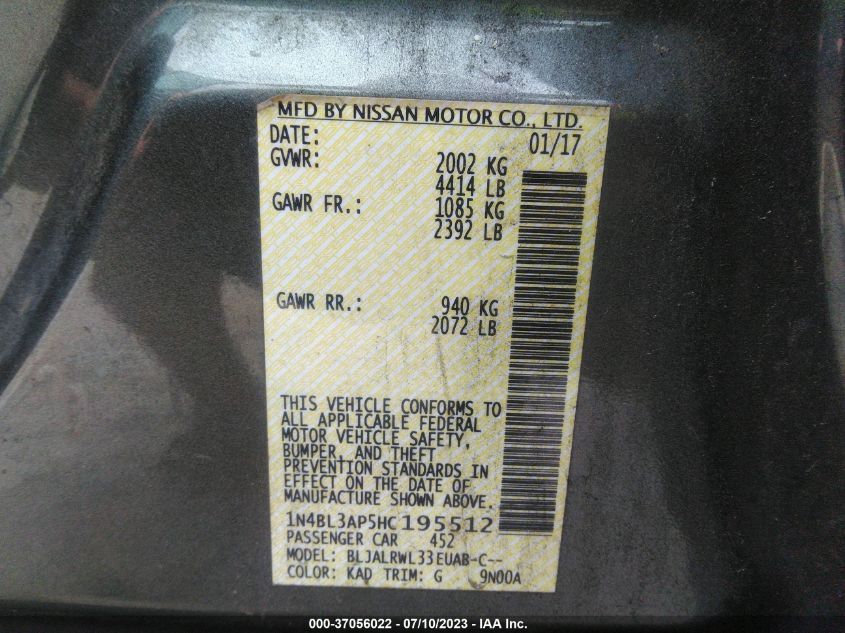 MFD BY NISSAN MOTOR CO., LTD.
DATE: 01/17
GVWR: 2002 KG
4414 LB
GAWR FR.: 1085 KG
2392 LB
GAWR RR.: 940 KG
2072 LB
THIS VEHICLE CONFORMS TO
ALL APPLICABLE FEDERAL
MOTOR VEHICLE SAFETY,
BUMPER, AND THEFT
PREVENTION STANDARDS IN
EFFECT ON THE DATE OF
MANUFACTURE SHOWN ABOVE.
1N4BL3AP5HC195512
PASSENGER CAR 452
MODEL: BLJALRWL33EUAB-C--
COLOR: KAD TRIM: G 9N00A
000-37056022 - 07/10/2023 - IAA Inc.